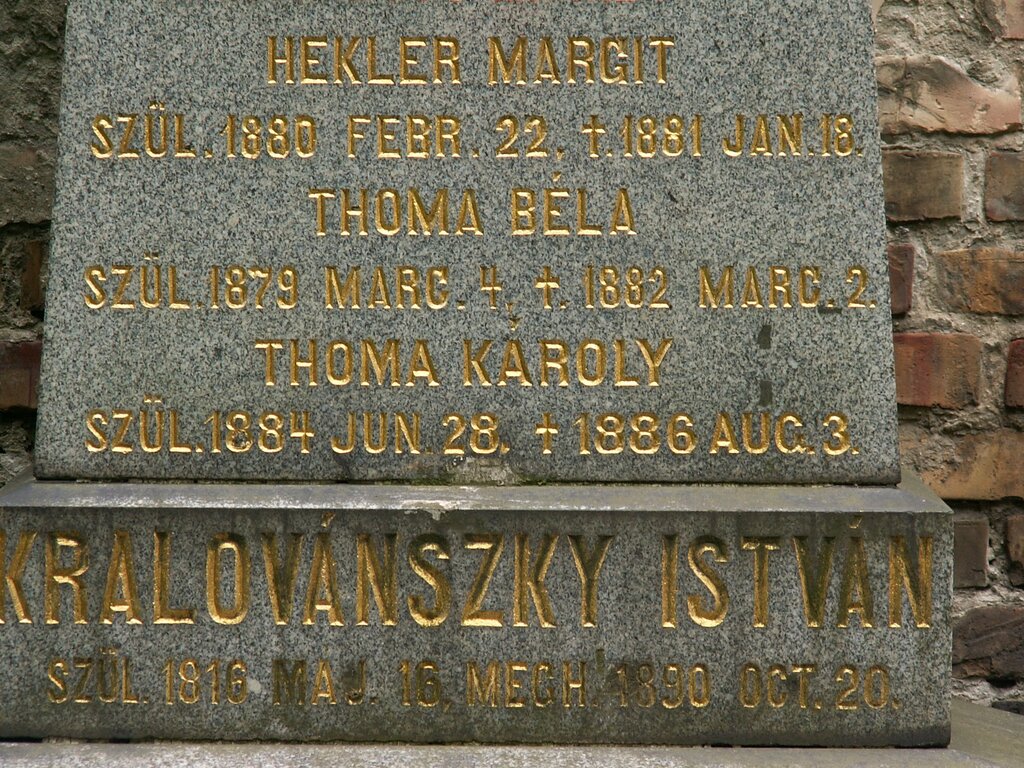 HEKLER MARGIT
SZÜL. 1880 FEBR. 22, †. 1881 JAN. 18.
THOMA BÉLA
SZÜL. 1879 MARC. 4, †. 1882 MARC. 2.
THOMA KÁROLY
SZÜL. 1884 JUN. 28, † 1886 AUG. 3.
KRALOVÁNSZKY ISTVÁN
SZÜL. 1816 MAJ. 16, MEGH. 1890 OCT. 20.